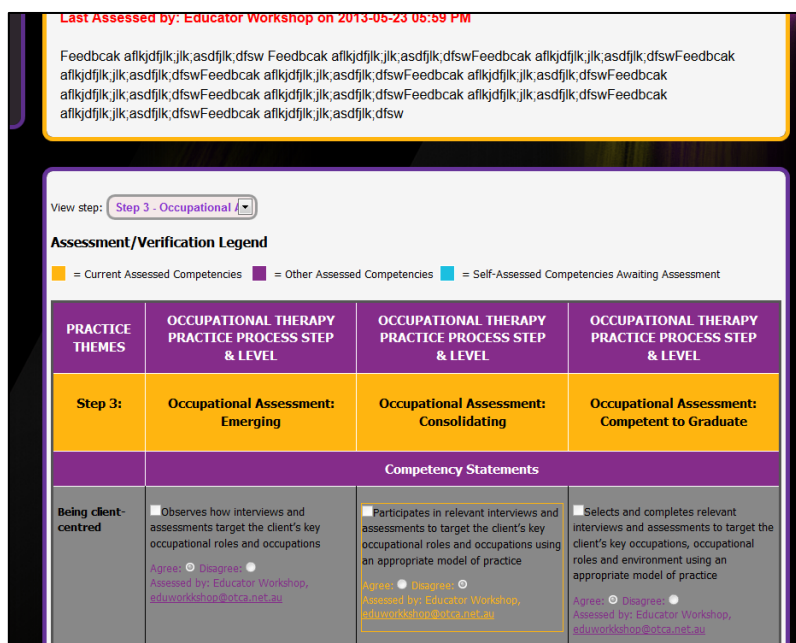 Last Assessed by: Educator Workshop on 2013-05-23 05:59 PM
Feedbcak aflkjdfjlk;jlk;asdfjlk;dfsw Feedbcak aflkjdfjlk;jlk;asdfjlk;dfswFeedbcak aflkjdfjlk;jlk;asdfjlk;dfswFeedbcak
aflkjdfjlk;jlk;asdfjlk;dfswFeedbcak aflkjdfjlk;jlk;asdfjlk;dfswFeedbcak aflkjdfjlk;jlk;asdfjlk;dfswFeedbcak
aflkjdfjlk;jlk;asdfjlk;dfswFeedbcak aflkjdfjlk;jlk;asdfjlk;dfswFeedbcak aflkjdfjlk;jlk;asdfjlk;dfswFeedbcak
aflkjdfjlk;jlk;asdfjlk;dfswFeedbcak aflkjdfjlk;jlk;asdfjlk;dfsw
View step: Step 3 - Occupational A
Assessment/Verification Legend
= Current Assessed Competencies = Other Assessed Competencies = Self-Assessed Competencies Awaiting Assessment
PRACTICE
THEMES
OCCUPATIONAL THERAPY
PRACTICE PROCESS STEP
& LEVEL
OCCUPATIONAL THERAPY
PRACTICE PROCESS STEP
& LEVEL
OCCUPATIONAL THERAPY
PRACTICE PROCESS STEP
& LEVEL
Step 3:
Occupational Assessment:
Emerging
Occupational Assessment:
Consolidating
Occupational Assessment:
Competent to Graduate
Competency Statements
Being client-
centred
Observes how interviews and
assessments target the client's key
occupational roles and occupations
Agree: Disagree:
Assessed by: Educator Workshop,
eduworkkshop@otca.net.au
Participates in relevant interviews and
assessments to target the client's key
occupational roles and occupations using
an appropriate model of practice
Agree: Disagree:
Assessed by: Educator Workshop,
eduworkkshop@otca.net.au
Selects and completes relevant
interviews and assessments to target the
client's key occupations, occupational
roles and environment using an
appropriate model of practice
Agree: Disagree:
Assessed by: Educator Workshop,
eduworkkshop@otca.net.au